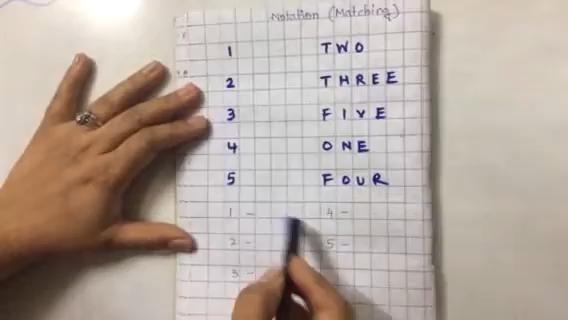 Notation (Matching)
1 TWO
2 THREE
3 FIVE
4 ONE
5 FOUR
1 - 4 -
2 - 5 -
3 -